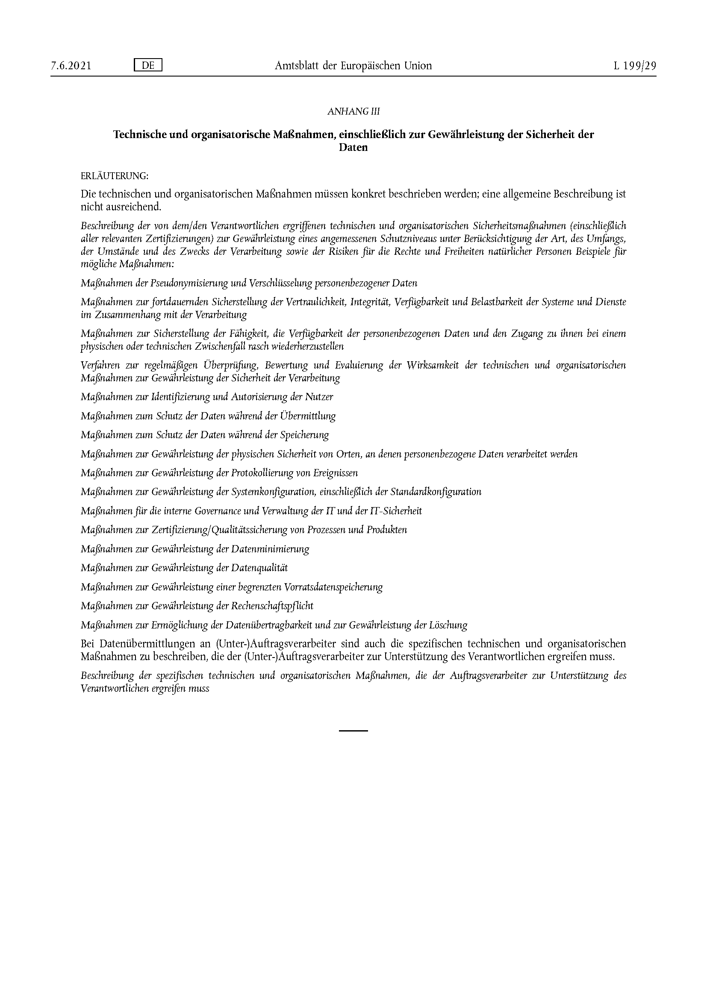 7.6.2021 DE Amtsblatt der Europäischen Union L 199/29
ANHANG III
Technische und organisatorische Maßnahmen, einschließlich zur Gewährleistung der Sicherheit der
Daten
ERLÄUTERUNG:
Die technischen und organisatorischen Maßnahmen müssen konkret beschrieben werden; eine allgemeine Beschreibung ist
nicht ausreichend.
Beschreibung der von dem/den Verantwortlichen ergriffenen technischen und organisatorischen Sicherheitsmaßnahmen (einschließlich
aller relevanten Zertifizierungen) zur Gewährleistung eines angemessenen Schutzniveaus unter Berücksichtigung der Art, des Umfangs,
der Umstände und des Zwecks der Verarbeitung sowie der Risiken für die Rechte und Freiheiten natürlicher Personen Beispiele für
mögliche Maßnahmen:
Maßnahmen der Pseudonymisierung und Verschlüsselung personenbezogener Daten
Maßnahmen zur fortdauernden Sicherstellung der Vertraulichkeit, Integrität, Verfügbarkeit und Belastbarkeit der Systeme und Dienste
im Zusammenhang mit der Verarbeitung
Maßnahmen zur Sicherstellung der Fähigkeit, die Verfügbarkeit der personenbezogenen Daten und den Zugang zu ihnen bei einem
physischen oder technischen Zwischenfall rasch wiederherzustellen
Verfahren zur regelmäßigen Überprüfung, Bewertung und Evaluierung der Wirksamkeit der technischen und organisatorischen
Maßnahmen zur Gewährleistung der Sicherheit der Verarbeitung
Maßnahmen zur Identifizierung und Autorisierung der Nutzer
Maßnahmen zum Schutz der Daten während der Übermittlung
Maßnahmen zum Schutz der Daten während der Speicherung
Maßnahmen zur Gewährleistung der physischen Sicherheit von Orten, an denen personenbezogene Daten verarbeitet werden
Maßnahmen zur Gewährleistung der Protokollierung von Ereignissen
Maßnahmen zur Gewährleistung der Systemkonfiguration, einschließlich der Standardkonfiguration
Maßnahmen für die interne Governance und Verwaltung der IT und der IT-Sicherheit
Maßnahmen zur Zertifizierung/Qualitätssicherung von Prozessen und Produkten
Maßnahmen zur Gewährleistung der Datenminimierung
Maßnahmen zur Gewährleistung der Datenqualität
Maßnahmen zur Gewährleistung einer begrenzten Vorratsdatenspeicherung
Maßnahmen zur Gewährleistung der Rechenschaftspflicht
Maßnahmen zur Ermöglichung der Datenübertragbarkeit und zur Gewährleistung der Löschung
Bei Datenübermittlungen an (Unter-)Auftragsverarbeiter sind auch die spezifischen technischen und organisatorischen
Maßnahmen zu beschreiben, die der (Unter-)Auftragsverarbeiter zur Unterstützung des Verantwortlichen ergreifen muss.
Beschreibung der spezifischen technischen und organisatorischen Maßnahmen, die der Auftragsverarbeiter zur Unterstützung des
Verantwortlichen ergreifen muss